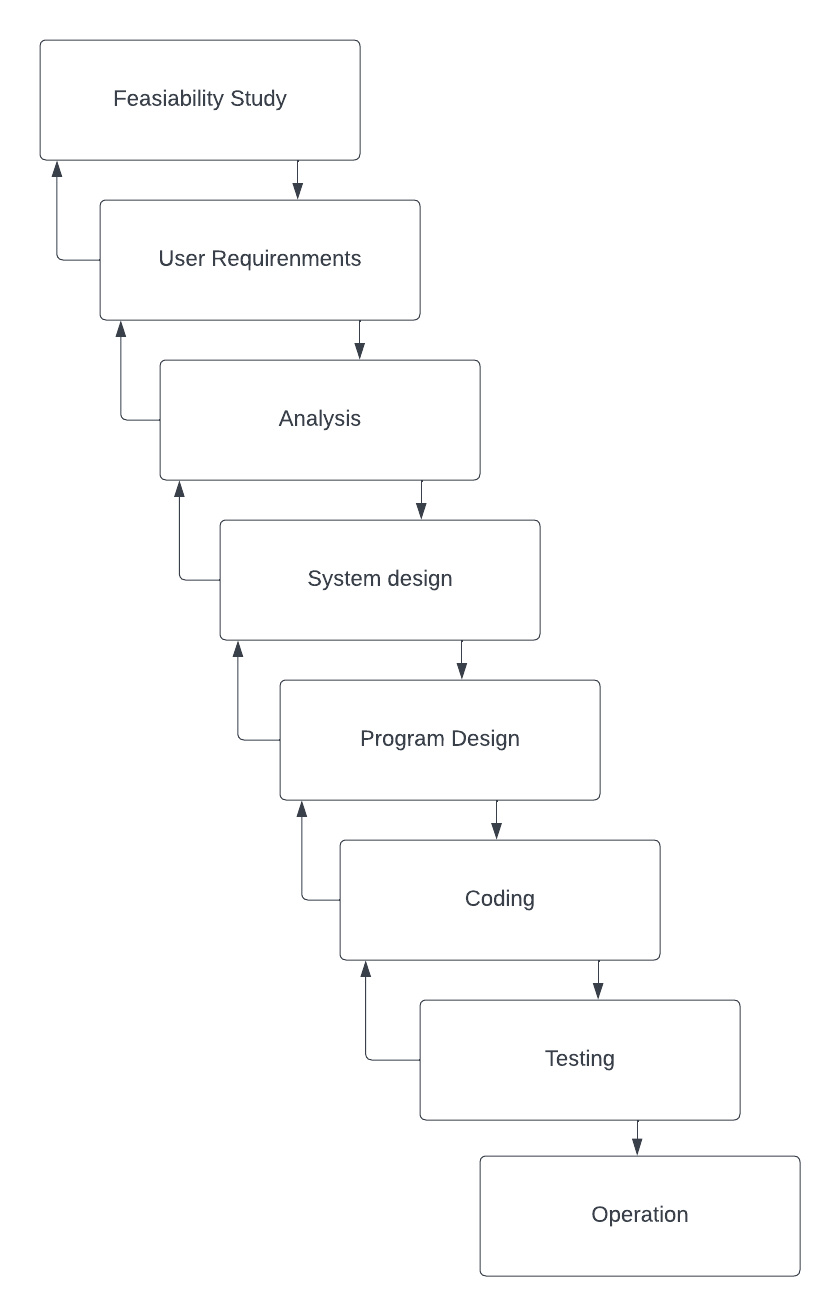 Feasiability Study
User Requirenments
Analysis
System design
Program Design
Coding
Testing
Operation